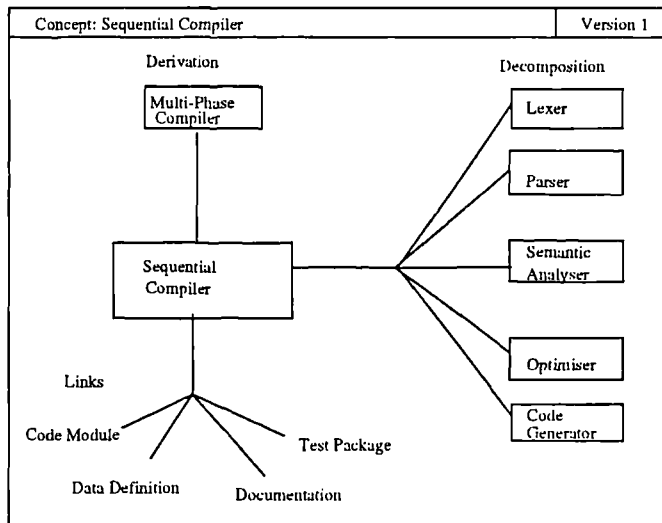 Concept: Sequential Compiler
Version 1
Derivation
Multi-Phase
Compiler
Sequential
Compiler
Links
Code Module
Data Definition
Documentation
Test Package
Decomposition
Lexer
Parser
Semantic
Analyser
Optimiser
Code
Generator